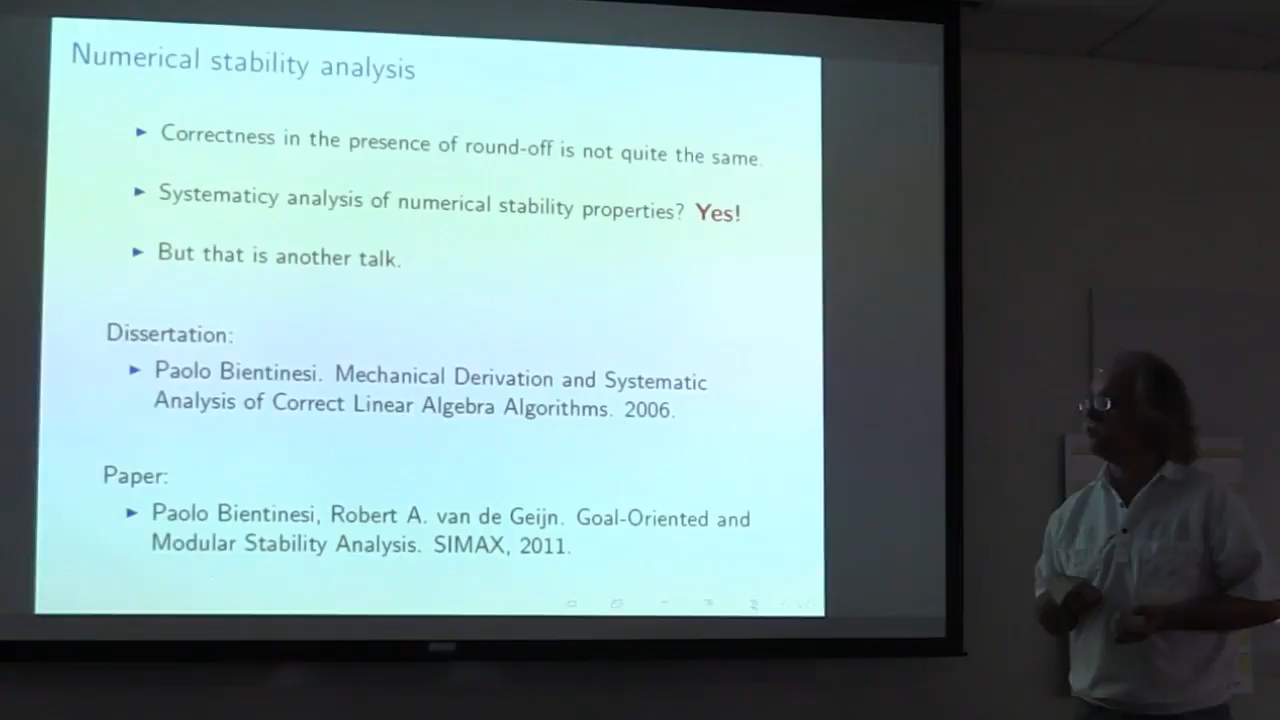 Numerical stability analysis
Correctness in the presence of round-off is not quite the same.
Systematicy analysis of numerical stability properties? Yes!
But that is another talk.
Dissertation:
Paolo Bientinesi. Mechanical Derivation and Systematic
Analysis of Correct Linear Algebra Algorithms. 2006.
Paper:
Paolo Bientinesi, Robert A. van de Geijn. Goal-Oriented and
Modular Stability Analysis. SIMAX, 2011.